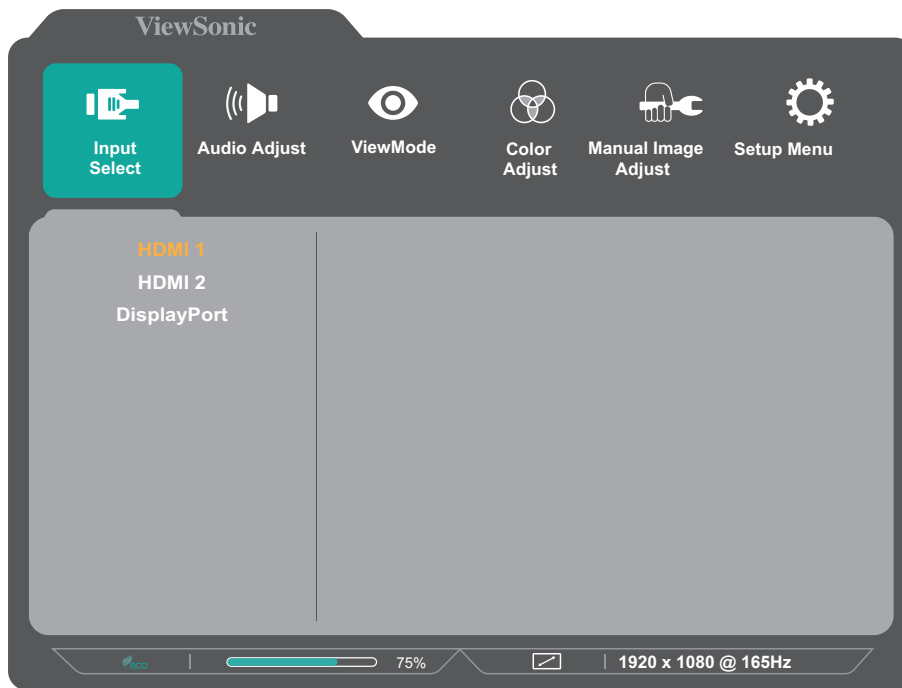 ViewSonic
Input
Select
Audio Adjust
ViewMode
Color
Adjust
Manual Image
Adjust
Setup Menu
HDMI 1
HDMI 2
DisplayPort
eco
75%
1920 x 1080 @ 165Hz